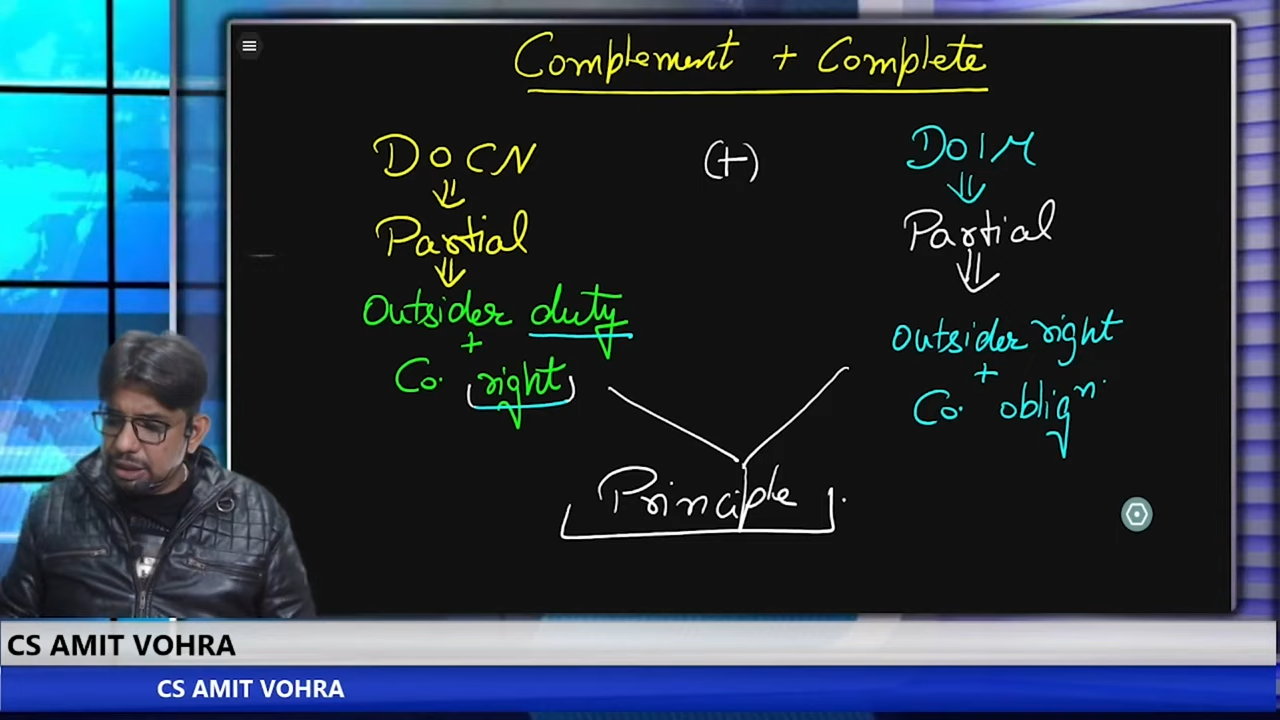 Complement + Complete
DOCN (+) DOIM
Partial Partial
Outsider duty Outsider right
+ +
Co. right Co. obligⁿ.
Principle
CS AMIT VOHRA
CS AMIT VOHRA